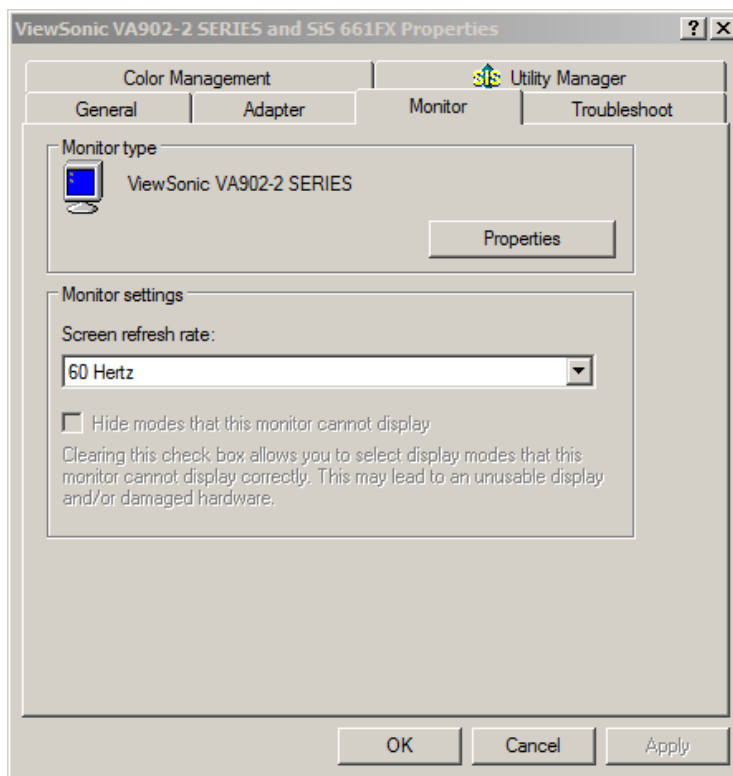 ViewSonic VA902-2 SERIES and SiS 661FX Properties
Color Management
SiS Utility Manager
General
Adapter
Monitor
Troubleshoot
Monitor type
ViewSonic VA902-2 SERIES
Properties
Monitor settings
Screen refresh rate:
60 Hertz
Hide modes that this monitor cannot display
Clearing this check box allows you to select display modes that this
monitor cannot display correctly. This may lead to an unusable display
and/or damaged hardware.
OK
Cancel
Apply